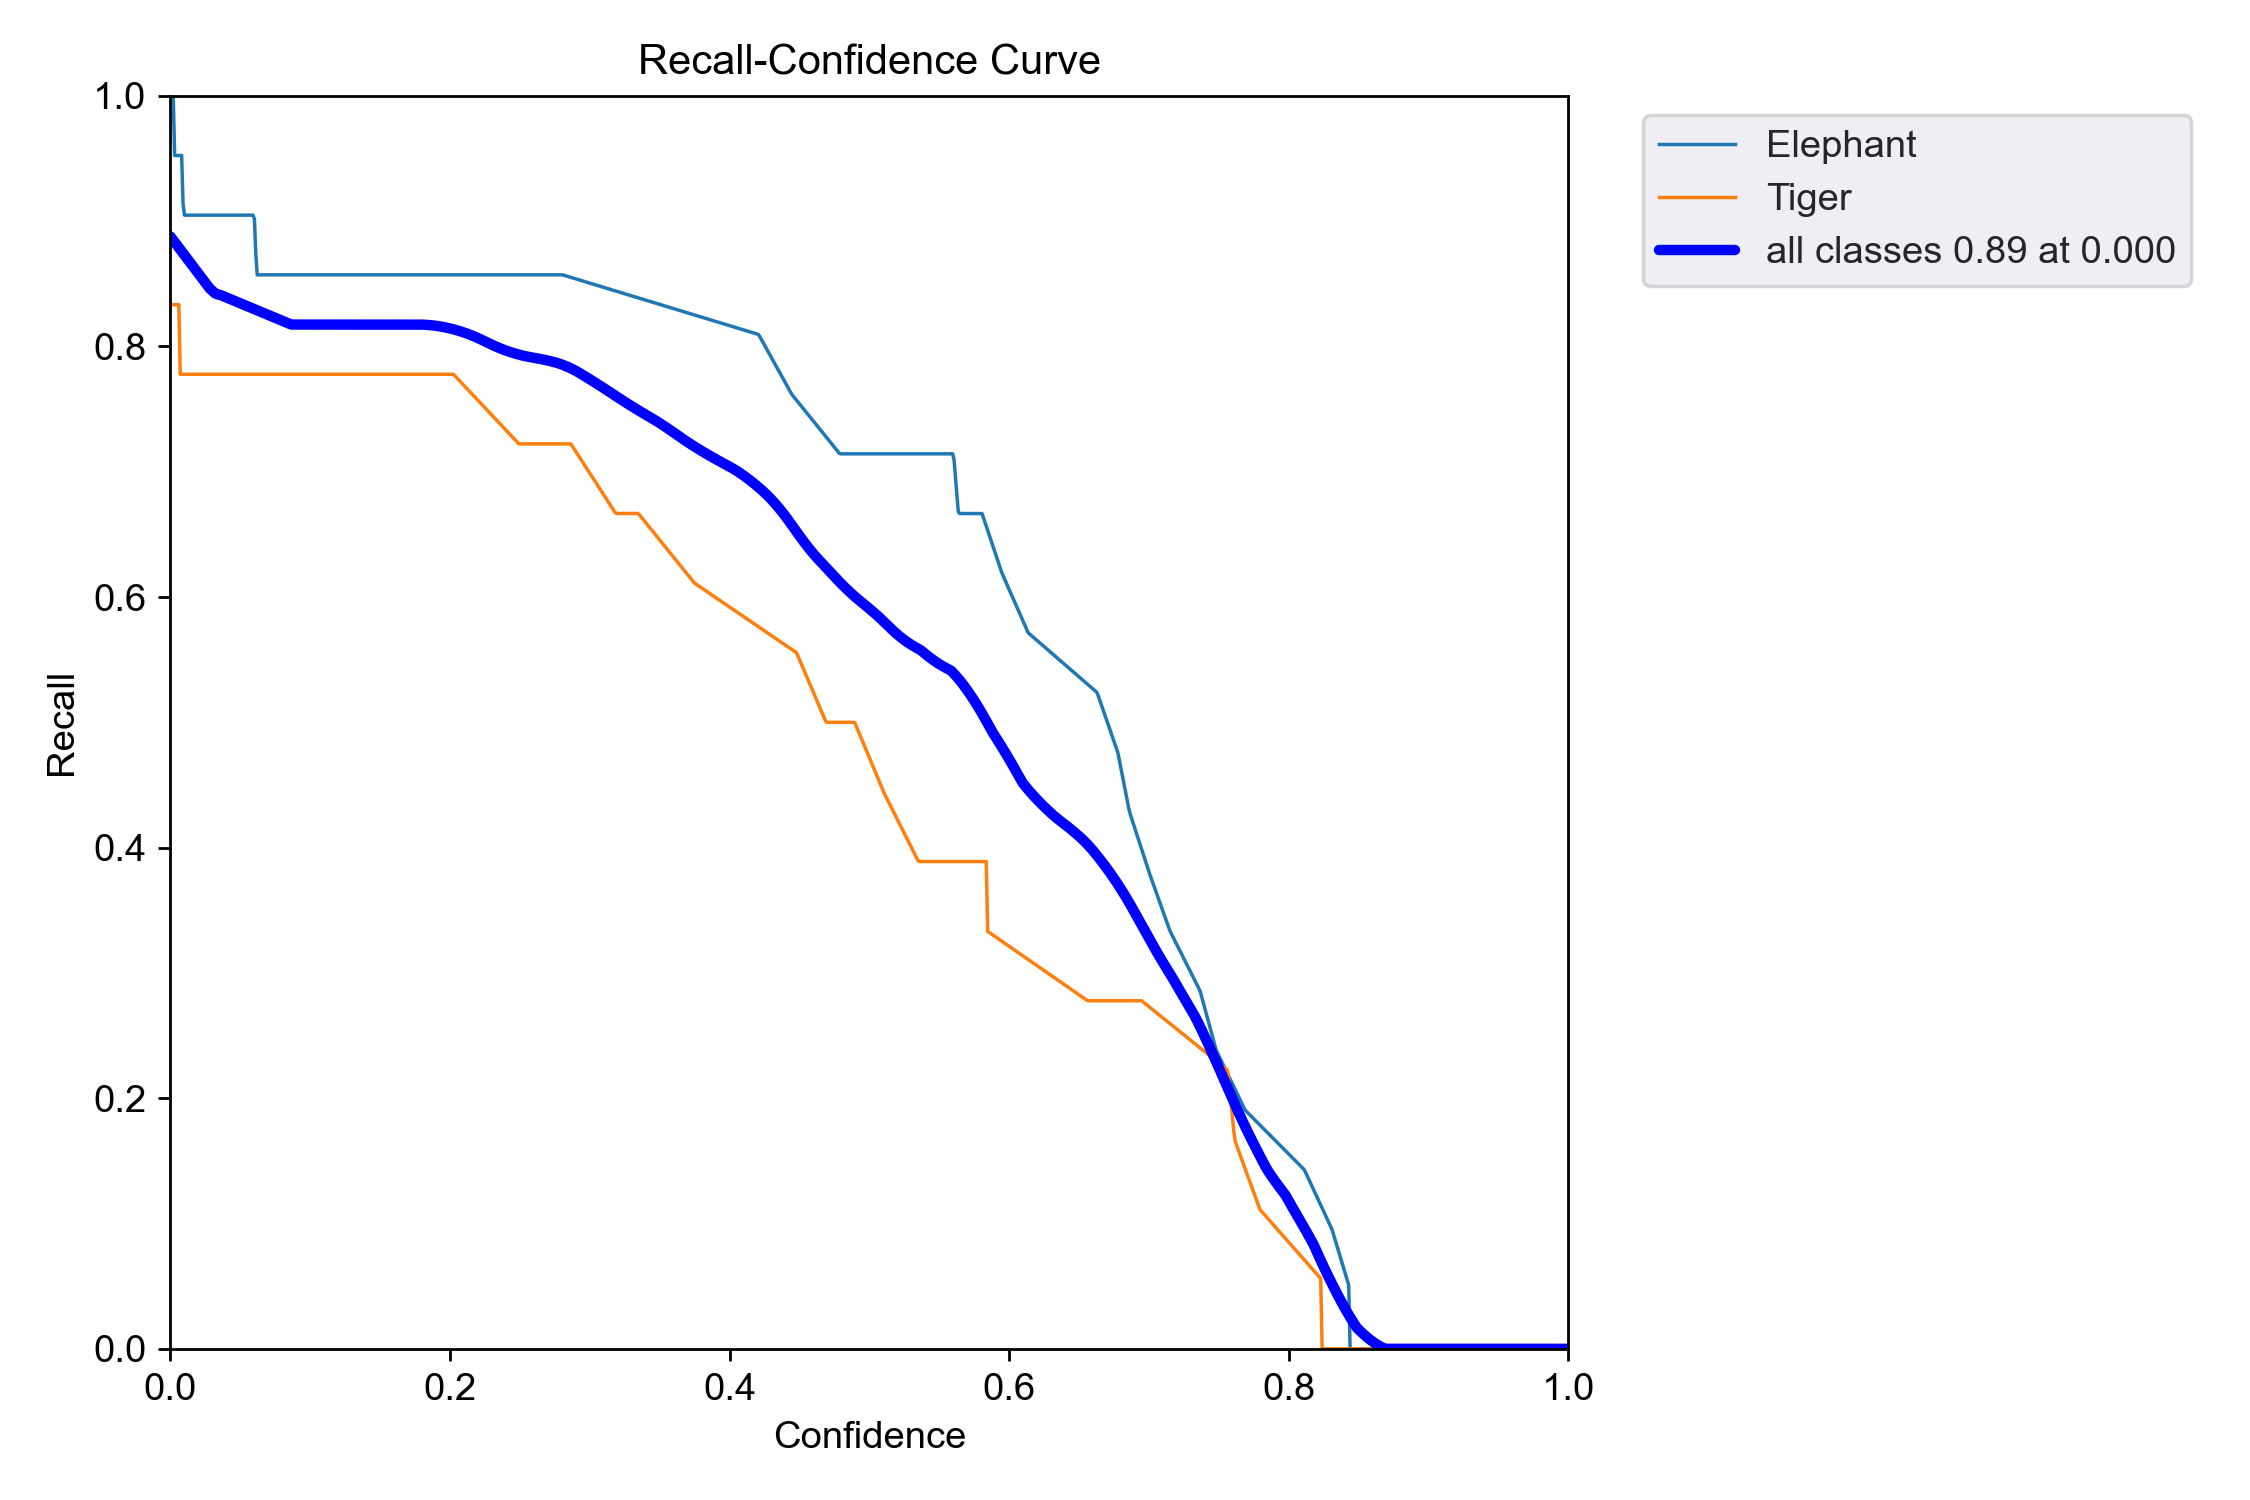 Recall-Confidence Curve
1.0
0.8
0.6
0.4
0.2
0.0
Recall
0.0 0.2 0.4 0.6 0.8 1.0
Confidence
Elephant
Tiger
all classes 0.89 at 0.000